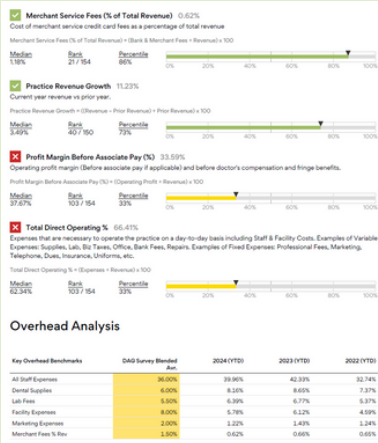 Merchant Service Fees (% of Total Revenue) 0.62%
Cost of merchant service credit card fees as a percentage of total revenue
Merchant Service Fees (% of Total Revenue) = (Bank & Merchant Fees ÷ Revenue) x 100
Median Rank Percentile
1.18% 21 / 154 86%
0% 20% 40% 60% 80% 100%
Practice Revenue Growth 11.23%
Current year revenue vs prior year.
Practice Revenue Growth = ((Revenue - Prior Revenue) ÷ Prior Revenue) x 100
Median Rank Percentile
3.49% 40 / 150 73%
0% 20% 40% 60% 80% 100%
Profit Margin Before Associate Pay (%) 33.59%
Operating profit margin (Before associate pay if applicable) and before doctor's compensation and fringe benefits.
Profit Margin Before Associate Pay (%) = (Operating Profit ÷ Revenue) x 100
Median Rank Percentile
37.67% 103 / 154 33%
0% 20% 40% 60% 80% 100%
Total Direct Operating % 66.41%
Expenses that are necessary to operate the practice on a day-to-day basis including Staff & Facility Costs. Examples of Variable
Expenses: Supplies, Lab, Biz Taxes, Office, Bank Fees, Repairs. Examples of Fixed Expenses: Professional Fees, Marketing,
Telephone, Dues, Insurance, Uniforms, etc.
Total Direct Operating % = (Expenses ÷ Revenue) x 100
Median Rank Percentile
62.34% 103 / 154 33%
0% 20% 40% 60% 80% 100%
Overhead Analysis
Key Overhead Benchmarks DAG Survey Blended Avr. 2024 (YTD) 2023 (YTD) 2022 (YTD)
All Staff Expenses 36.00% 39.96% 42.33% 32.74%
Dental Supplies 6.00% 8.16% 8.65% 7.37%
Lab Fees 5.50% 6.39% 6.77% 5.37%
Facility Expenses 8.00% 5.78% 6.12% 4.59%
Marketing Expenses 2.00% 1.22% 1.43% 1.24%
Merchant Fees % Rev 1.50% 0.62% 0.66% 0.65%